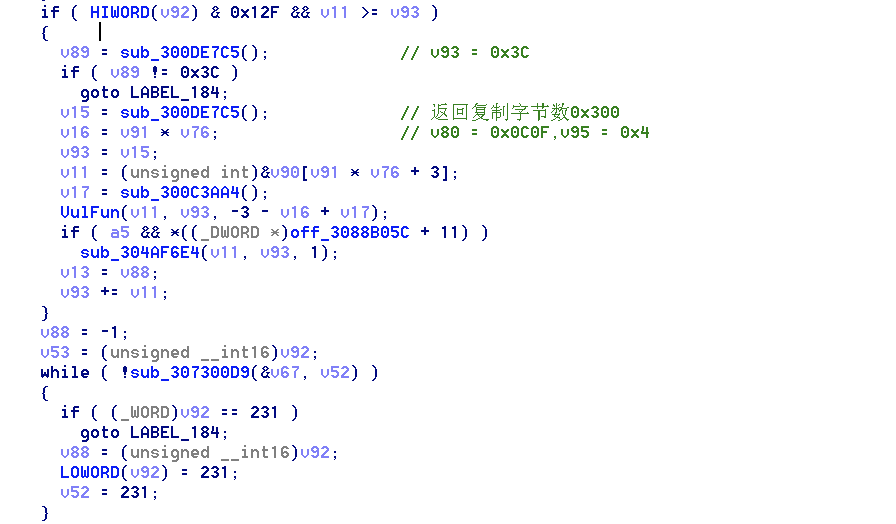 if ( HIWORD(v92) & 0x12F && v11 >= v93 )
{
v89 = sub_300DE7C5(); // v93 = 0x3C
if ( v89 != 0x3C )
goto LABEL_184;
v15 = sub_300DE7C5(); // 返回复制字节数0x300
v16 = v91 * v76; // v80 = 0x0C0F,v95 = 0x4
v93 = v15;
v11 = (unsigned int)&v90[v91 * v76 + 3];
v17 = sub_300C3AA4();
VulFun(v11, v93, -3 - v16 + v17);
if ( a5 && *((_DWORD *)off_3088B05C + 11) )
sub_304AF6E4(v11, v93, 1);
v13 = v88;
v93 += v11;
}
v88 = -1;
v53 = (unsigned __int16)v92;
while ( !sub_307300D9(&v67, v52) )
{
if ( (_WORD)v92 == 231 )
goto LABEL_184;
v88 = (unsigned __int16)v92;
LOWORD(v92) = 231;
v52 = 231;
}